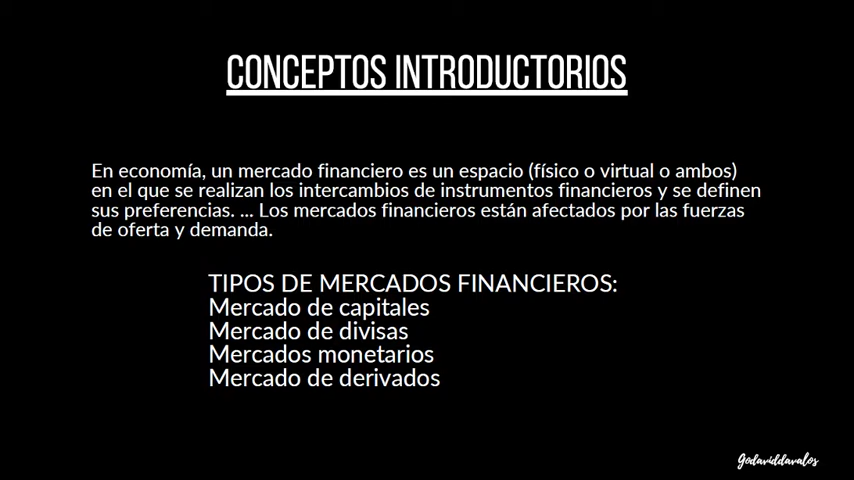 CONCEPTOS INTRODUCTORIOS
En economía, un mercado financiero es un espacio (físico o virtual o ambos)
en el que se realizan los intercambios de instrumentos financieros y se definen
sus preferencias. ... Los mercados financieros están afectados por las fuerzas
de oferta y demanda.
TIPOS DE MERCADOS FINANCIEROS:
Mercado de capitales
Mercado de divisas
Mercados monetarios
Mercado de derivados
Godaviddavalos